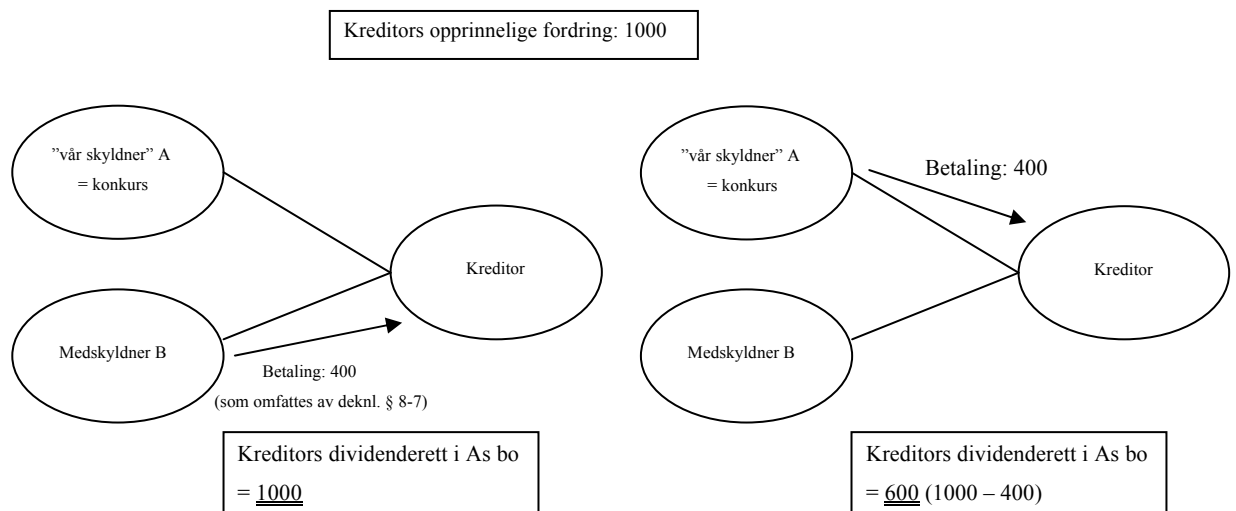 Kreditors opprinnelige fordring: 1000
”vår skyldner” A
= konkurs
Kreditor
Medskyldner B
Betaling: 400
(som omfattes av deknl. § 8-7)
Kreditors dividenderett i As bo
= 1000
”vår skyldner” A
= konkurs
Betaling: 400
Kreditor
Medskyldner B
Kreditors dividenderett i As bo
= 600 (1000 – 400)